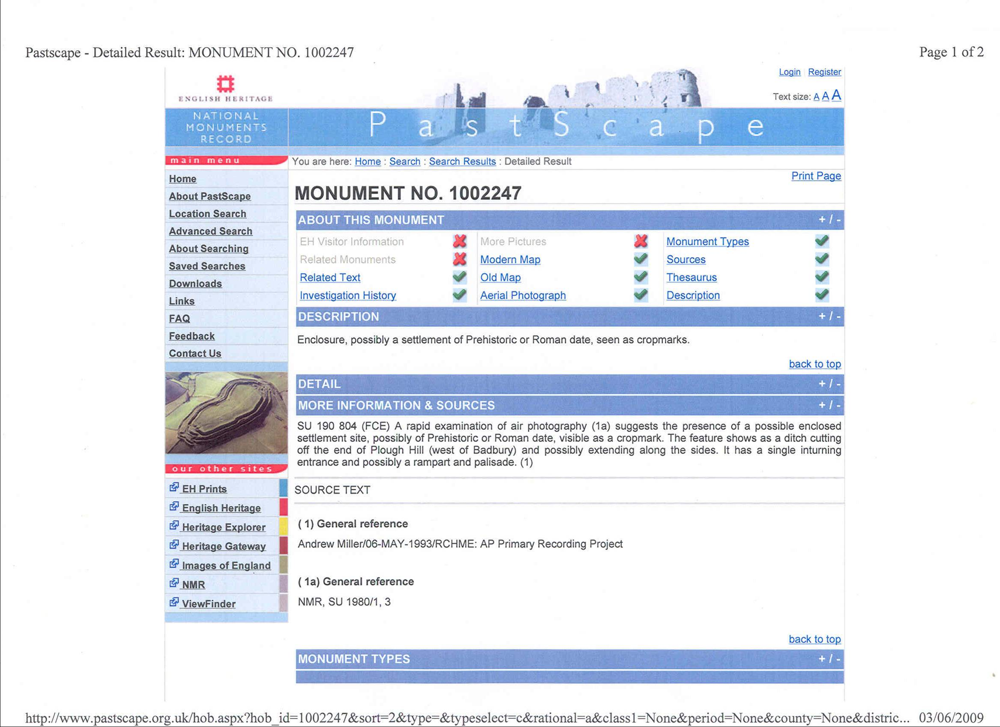 Pastscape - Detailed Result: MONUMENT NO. 1002247
Page 1 of 2
Login Register
ENGLISH HERITAGE
Text size: A A A
NATIONAL
MONUMENTS
RECORD
PastScape
main menu
You are here: Home : Search : Search Results : Detailed Result
Home
About PastScape
Location Search
Advanced Search
About Searching
Saved Searches
Downloads
Links
FAQ
Feedback
Contact Us
our other sites
EH Prints
English Heritage
Heritage Explorer
Heritage Gateway
Images of England
NMR
ViewFinder
Print Page
MONUMENT NO. 1002247
ABOUT THIS MONUMENT + / -
EH Visitor Information More Pictures Monument Types
Related Monuments Modern Map Sources
Related Text Old Map Thesaurus
Investigation History Aerial Photograph Description
DESCRIPTION + / -
Enclosure, possibly a settlement of Prehistoric or Roman date, seen as cropmarks.
back to top
DETAIL + / -
MORE INFORMATION & SOURCES + / -
SU 190 804 (FCE) A rapid examination of air photography (1a) suggests the presence of a possible enclosed
settlement site, possibly of Prehistoric or Roman date, visible as a cropmark. The feature shows as a ditch cutting
off the end of Plough Hill (west of Badbury) and possibly extending along the sides. It has a single inturning
entrance and possibly a rampart and palisade. (1)
SOURCE TEXT
( 1) General reference
Andrew Miller/06-MAY-1993/RCHME: AP Primary Recording Project
( 1a) General reference
NMR, SU 1980/1, 3
back to top
MONUMENT TYPES + / -
http://www.pastscape.org.uk/hob.aspx?hob_id=1002247&sort=2&type=&typeselect=c&rational=a&class1=None&period=None&county=None&distric... 03/06/2009